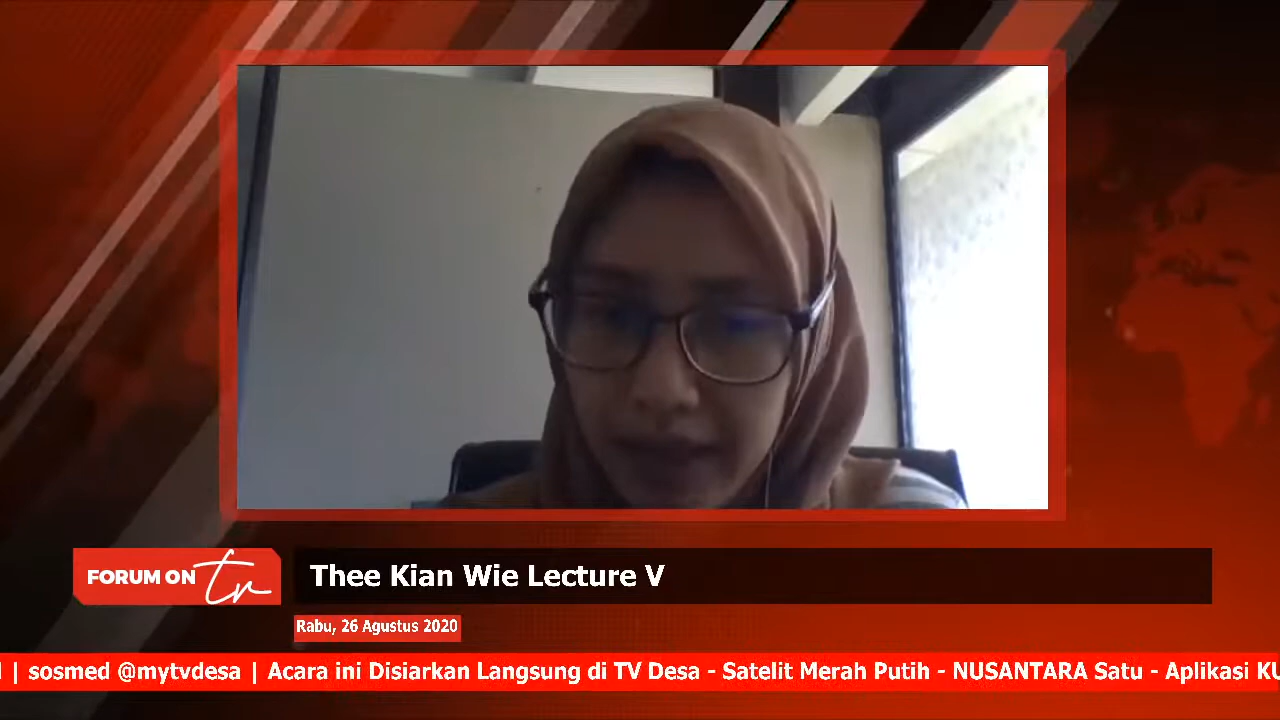 FORUM ON tv
Thee Kian Wie Lecture V
Rabu, 26 Agustus 2020
| sosmed @mytvdesa | Acara ini Disiarkan Langsung di TV Desa - Satelit Merah Putih - NUSANTARA Satu - Aplikasi